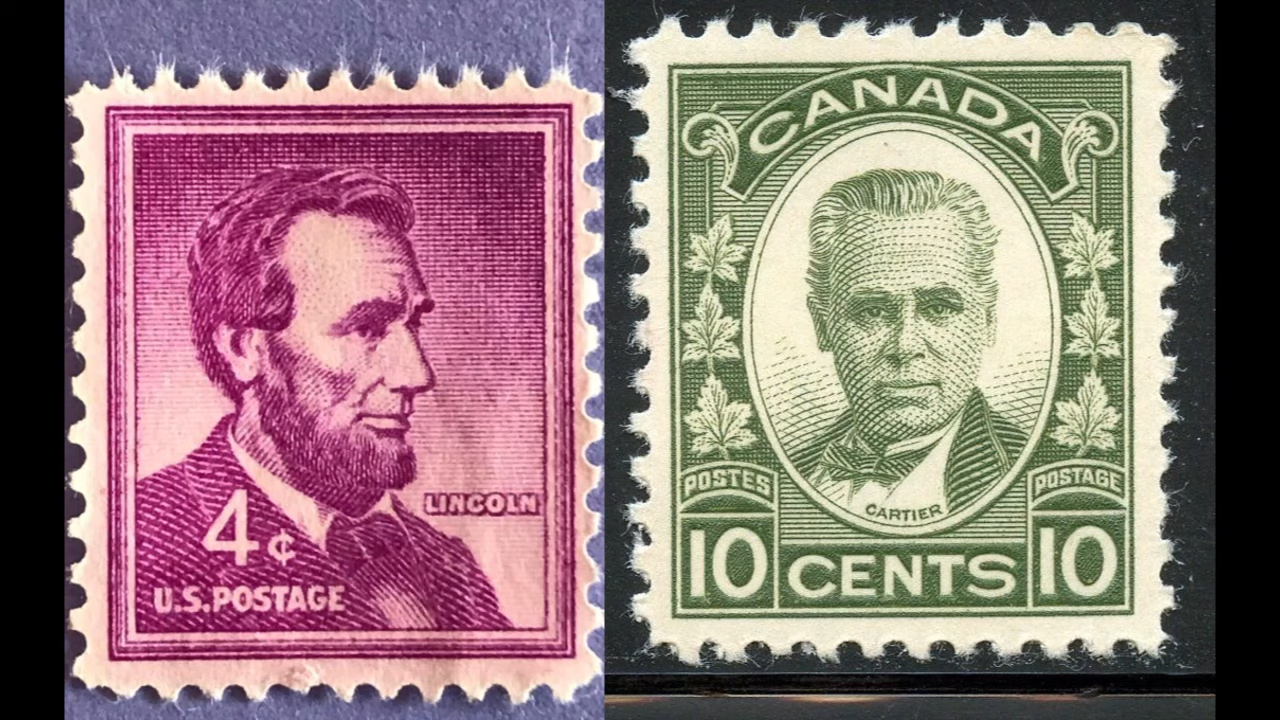 LINCOLN
4¢
U.S.POSTAGE
CANADA
CARTIER
POSTES
POSTAGE
10 CENTS 10